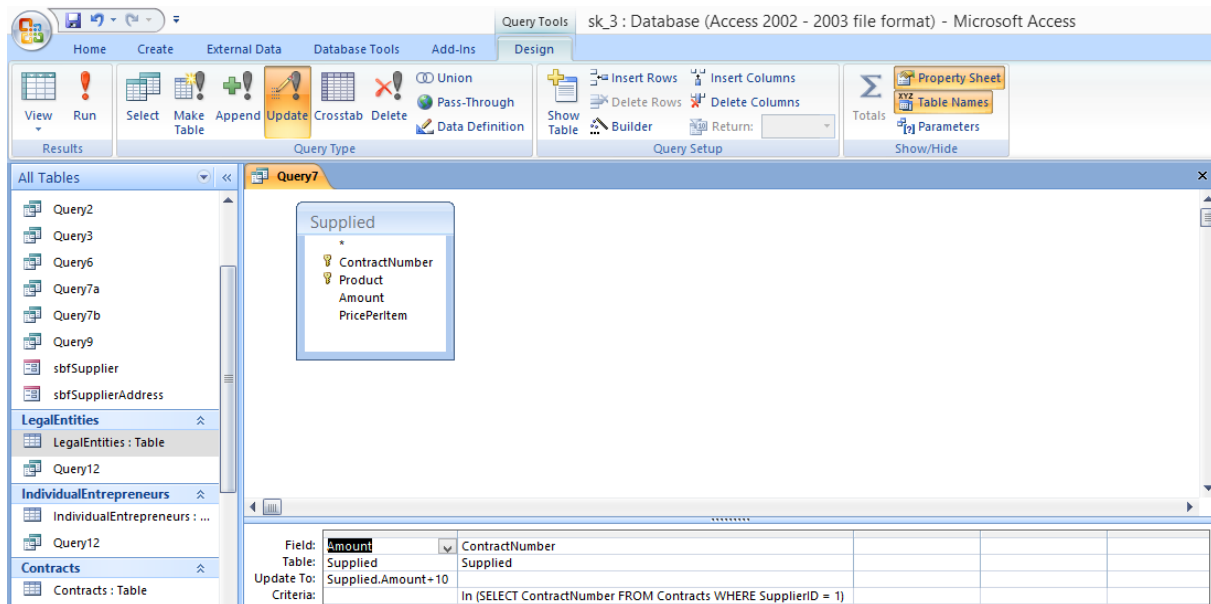 Query Tools sk_3 : Database (Access 2002 - 2003 file format) - Microsoft Access
Home Create External Data Database Tools Add-Ins Design
View
Run
Select
Make Table
Append
Update
Crosstab
Delete
Union
Pass-Through
Data Definition
Show Table
Insert Rows
Delete Rows
Builder
Insert Columns
Delete Columns
Return:
Totals
Property Sheet
Table Names
Parameters
Results Query Type Query Setup Show/Hide
All Tables
Query2
Query3
Query6
Query7a
Query7b
Query9
sbfSupplier
sbfSupplierAddress
LegalEntities
LegalEntities : Table
Query12
IndividualEntrepreneurs
IndividualEntrepreneurs : ...
Query12
Contracts
Contracts : Table
Query7
Supplied
*
ContractNumber
Product
Amount
PricePerItem
Field: Amount ContractNumber
Table: Supplied Supplied
Update To: Supplied.Amount+10
Criteria: In (SELECT ContractNumber FROM Contracts WHERE SupplierID = 1)